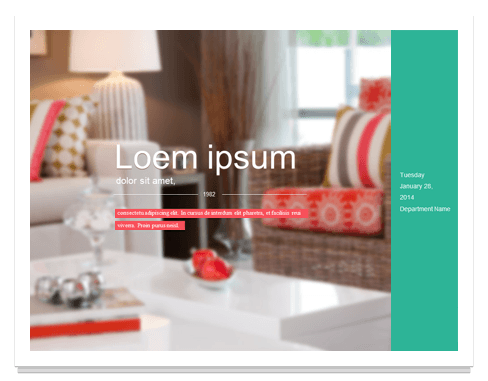 Loem ipsum
dolor sit amet,
1982
consectetu adipiscing elit. In cursus de interdum elit pharetra, et facilisis eros
viverra. Proin purus
Tuesday
January 28,
2014
Department Name